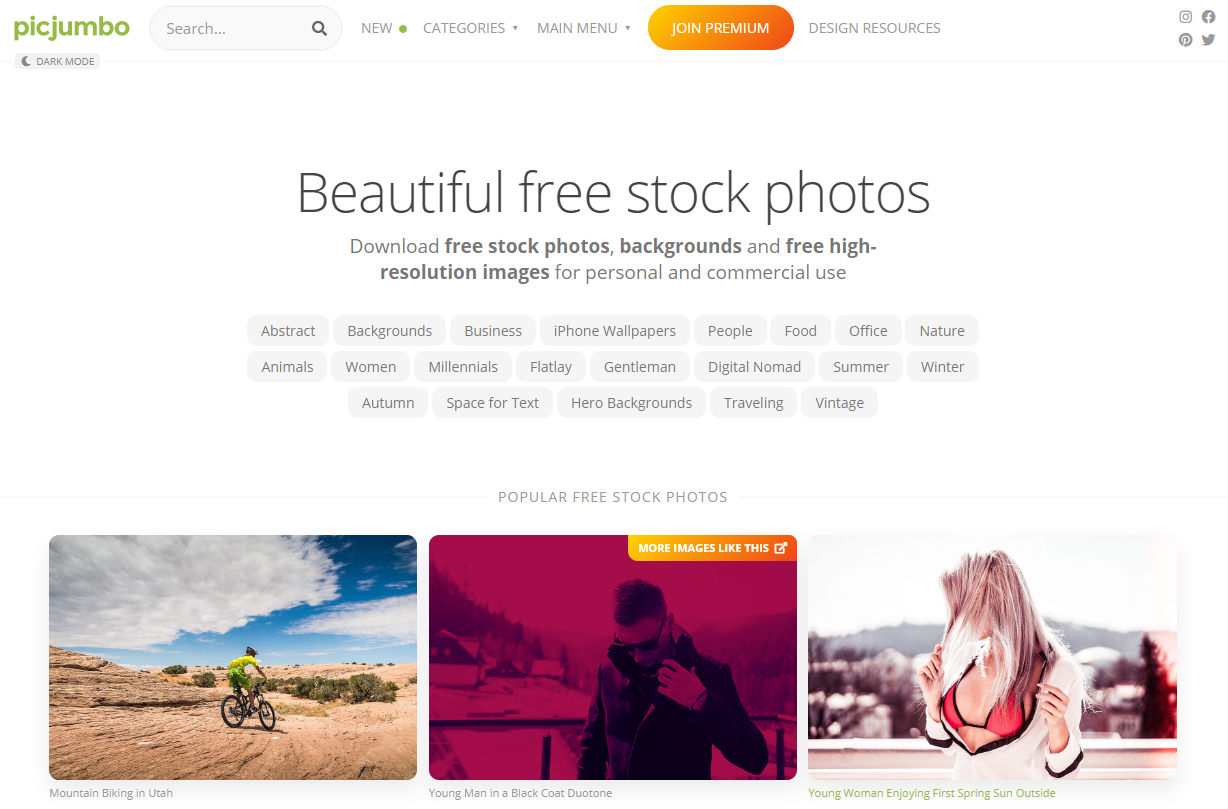 picjumbo
Search...
NEW
CATEGORIES ▾
MAIN MENU ▾
JOIN PREMIUM
DESIGN RESOURCES
DARK MODE
Beautiful free stock photos
Download free stock photos, backgrounds and free high-
resolution images for personal and commercial use
Abstract Backgrounds Business iPhone Wallpapers People Food Office Nature
Animals Women Millennials Flatlay Gentleman Digital Nomad Summer Winter
Autumn Space for Text Hero Backgrounds Traveling Vintage
POPULAR FREE STOCK PHOTOS
MORE IMAGES LIKE THIS
Mountain Biking in Utah
Young Man in a Black Coat Duotone
Young Woman Enjoying First Spring Sun Outside